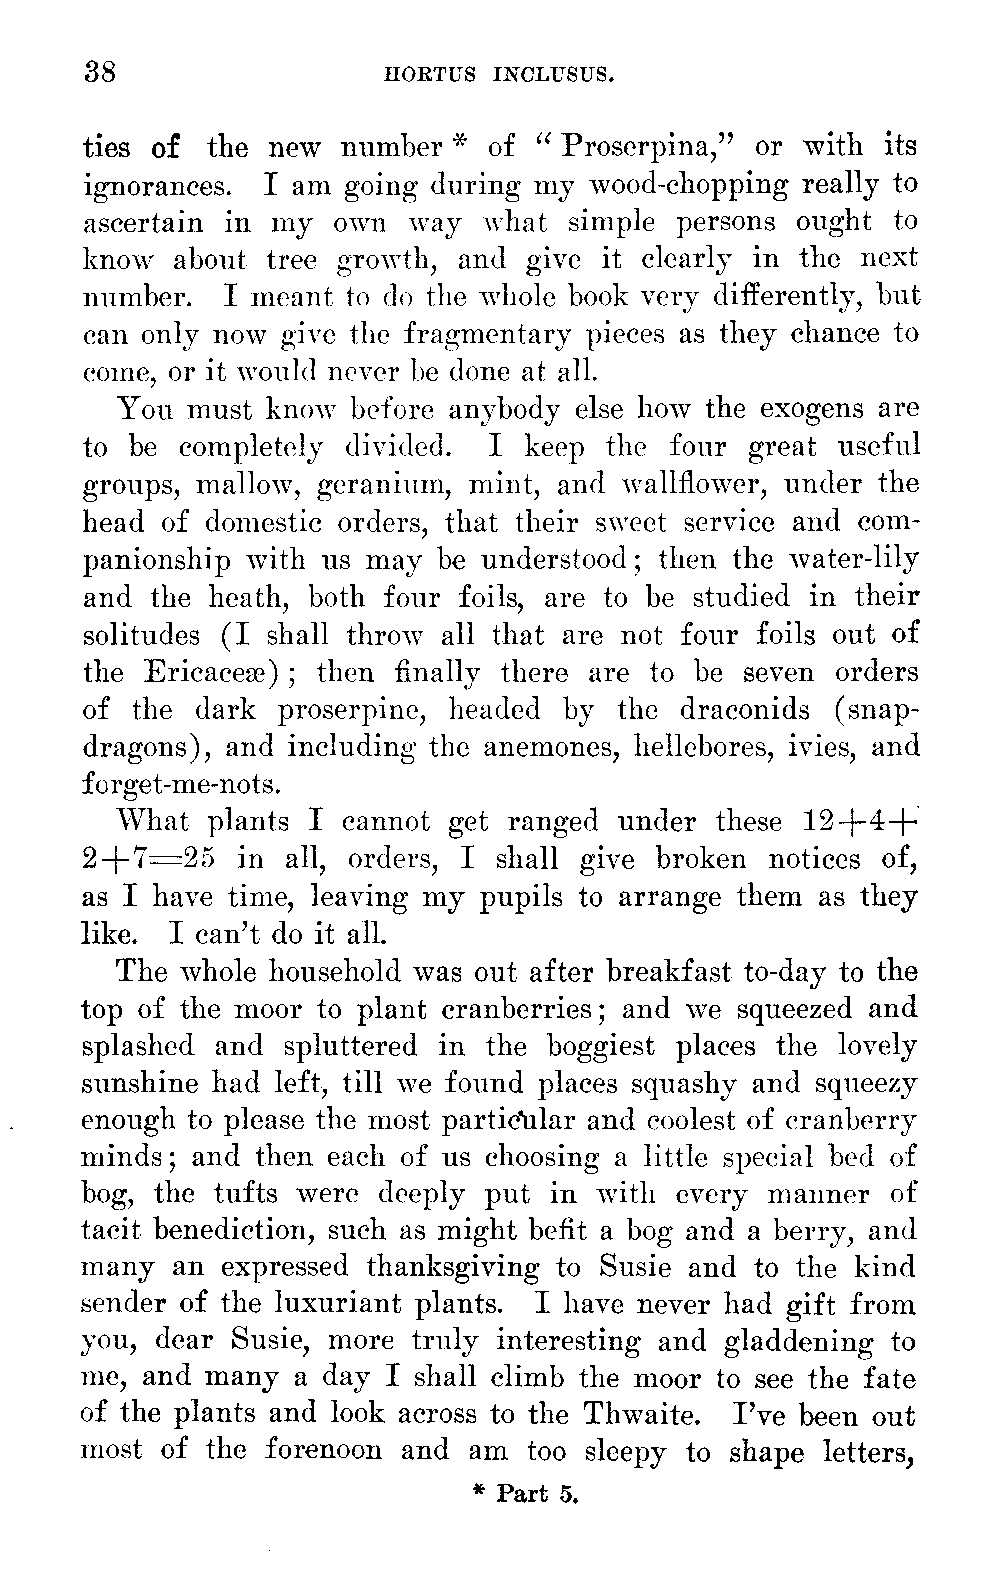 38 HORTUS INCLUSUS.
ties of the new number * of “ Proserpina,” or with its
ignorances. I am going during my wood-chopping really to
ascertain in my own way what simple persons ought to
know about tree growth, and give it clearly in the next
number. I meant to do the whole book very differently, but
can only now give the fragmentary pieces as they chance to
come, or it would never be done at all.
You must know before anybody else how the exogens are
to be completely divided. I keep the four great useful
groups, mallow, geranium, mint, and wallflower, under the
head of domestic orders, that their sweet service and com-
panionship with us may be understood; then the water-lily
and the heath, both four foils, are to be studied in their
solitudes (I shall throw all that are not four foils out of
the Ericaceæ) ; then finally there are to be seven orders
of the dark proserpine, headed by the draconids (snap-
dragons), and including the anemones, hellebores, ivies, and
forget-me-nots.
What plants I cannot get ranged under these 12+4+
2+7=25 in all, orders, I shall give broken notices of,
as I have time, leaving my pupils to arrange them as they
like. I can’t do it all.
The whole household was out after breakfast to-day to the
top of the moor to plant cranberries; and we squeezed and
splashed and spluttered in the boggiest places the lovely
sunshine had left, till we found places squashy and squeezy
enough to please the most particular and coolest of cranberry
minds; and then each of us choosing a little special bed of
bog, the tufts were deeply put in with every manner of
tacit benediction, such as might befit a bog and a berry, and
many an expressed thanksgiving to Susie and to the kind
sender of the luxuriant plants. I have never had gift from
you, dear Susie, more truly interesting and gladdening to
me, and many a day I shall climb the moor to see the fate
of the plants and look across to the Thwaite. I’ve been out
most of the forenoon and am too sleepy to shape letters,
* Part 5.